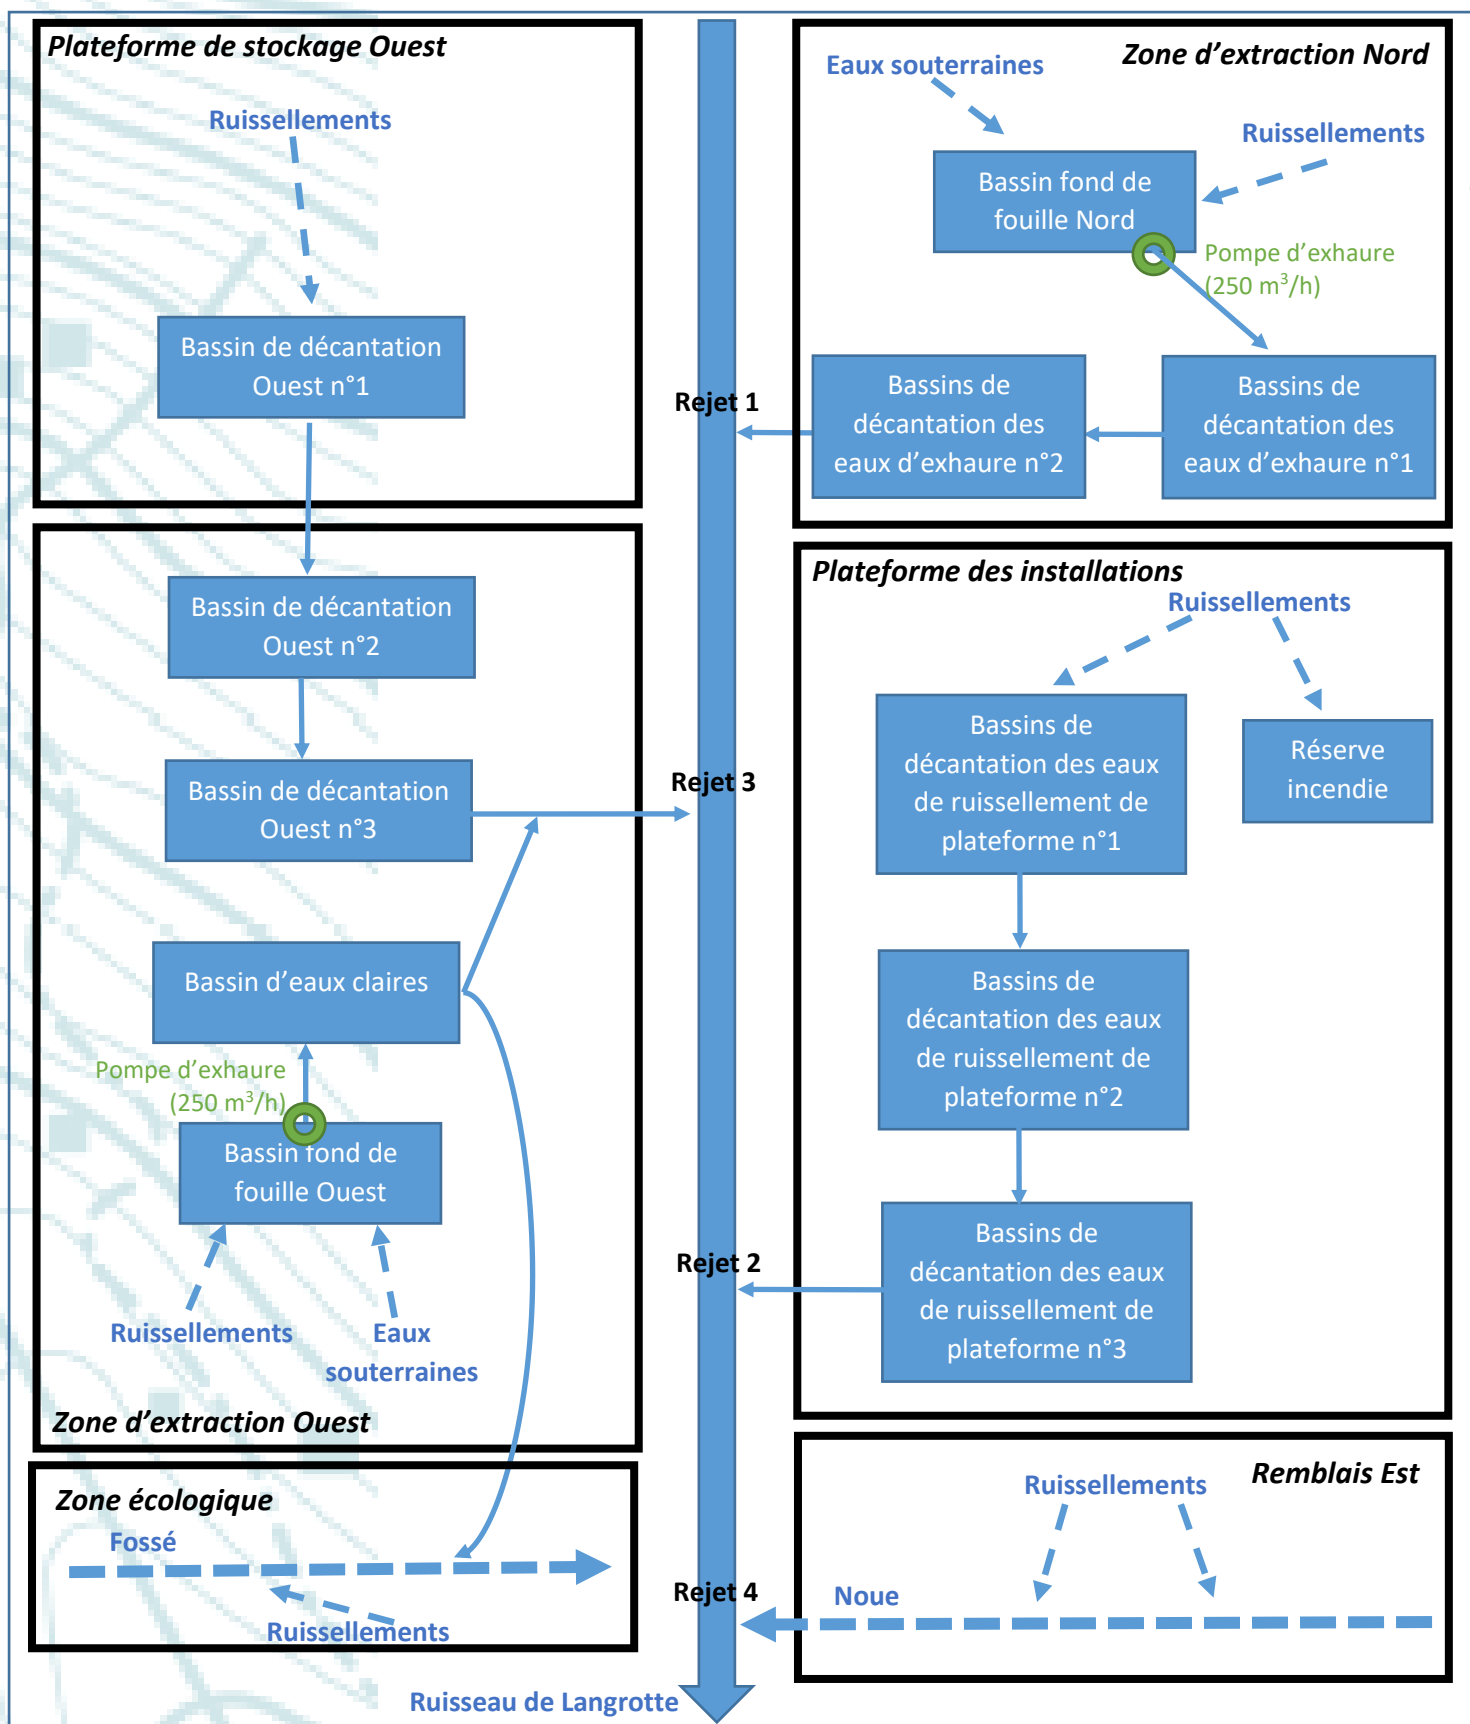 Plateforme de stockage Ouest
Ruissellements
Bassin de décantation
Ouest n°1
Zone d'extraction Nord
Eaux souterraines
Ruissellements
Bassin fond de
fouille Nord
Pompe d'exhaure
(250 m³/h)
Bassins de
décantation des
eaux d'exhaure n°2
Bassins de
décantation des
eaux d'exhaure n°1
Rejet 1
Bassin de décantation
Ouest n°2
Bassin de décantation
Ouest n°3
Rejet 3
Bassin d'eaux claires
Pompe d'exhaure
(250 m³/h)
Bassin fond de
fouille Ouest
Ruissellements
Eaux
souterraines
Zone d'extraction Ouest
Plateforme des installations
Ruissellements
Bassins de
décantation des eaux
de ruissellement de
plateforme n°1
Réserve
incendie
Bassins de
décantation des eaux
de ruissellement de
plateforme n°2
Bassins de
décantation des eaux
de ruissellement de
plateforme n°3
Rejet 2
Zone écologique
Fossé
Ruissellements
Remblais Est
Ruissellements
Noue
Rejet 4
Ruisseau de Langrotte